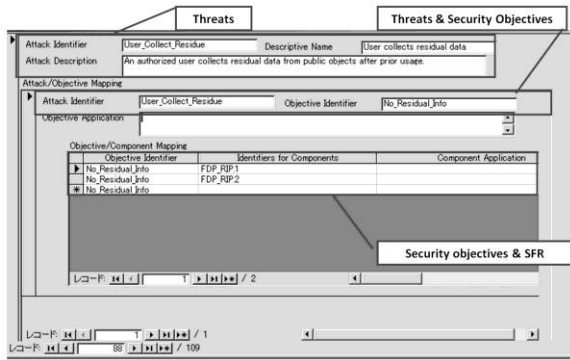 Threats
Threats & Security Objectives
Attack Identifier User_Collect_Residue Descriptive Name User collects residual data
Attack Description An authorized user collects residual data from public objects after prior usage.
Attack/Objective Mapping
Attack Identifier User_Collect_Residue Objective Identifier No_Residual_Info
Objective Application
Objective/Component Mapping
Objective Identifier Identifiers for Components Component Application
No_Residual_Info FDP_RIP.1
No_Residual_Info FDP_RIP.2
No_Residual_Info
Security objectives & SFR
レコード: 1 / 2
レコード: 1 / 1
レコード: 88 / 109